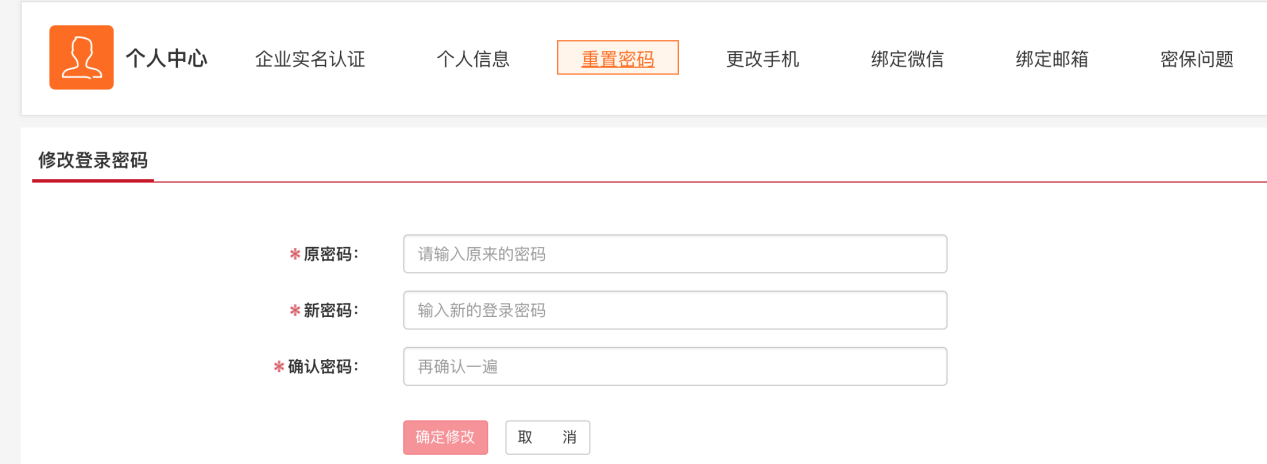 个人中心 企业实名认证 个人信息 重置密码 更改手机 绑定微信 绑定邮箱 密保问题
修改登录密码
*原密码： 请输入原来的密码
*新密码： 输入新的登录密码
*确认密码： 再确认一遍
确定修改 取 消